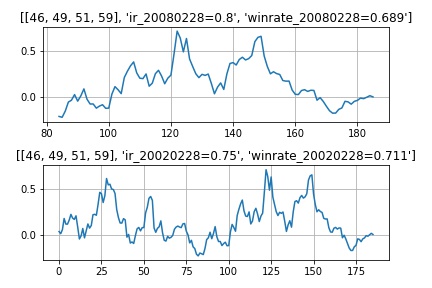 [[46, 49, 51, 59], 'ir_20080228=0.8', 'winrate_20080228=0.689']
0.5
0.0
80 100 120 140 160 180
[[46, 49, 51, 59], 'ir_20020228=0.75', 'winrate_20020228=0.711']
0.5
0.0
0 25 50 75 100 125 150 175